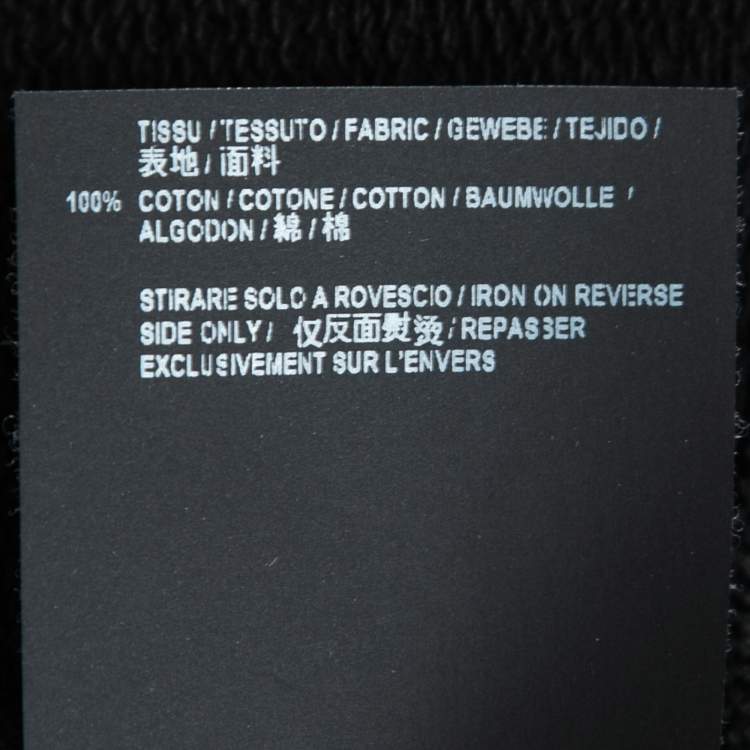 TISSU / TESSUTO / FABRIC / GEWEBE / TEJIDO /
表地 / 面料
100% COTON / COTONE / COTTON / BAUMWOLLE /
ALGODON / 綿 / 棉
STIRARE SOLO A ROVESCIO / IRON ON REVERSE
SIDE ONLY / 仅反面熨烫 / REPASSER
EXCLUSIVEMENT SUR L'ENVERS